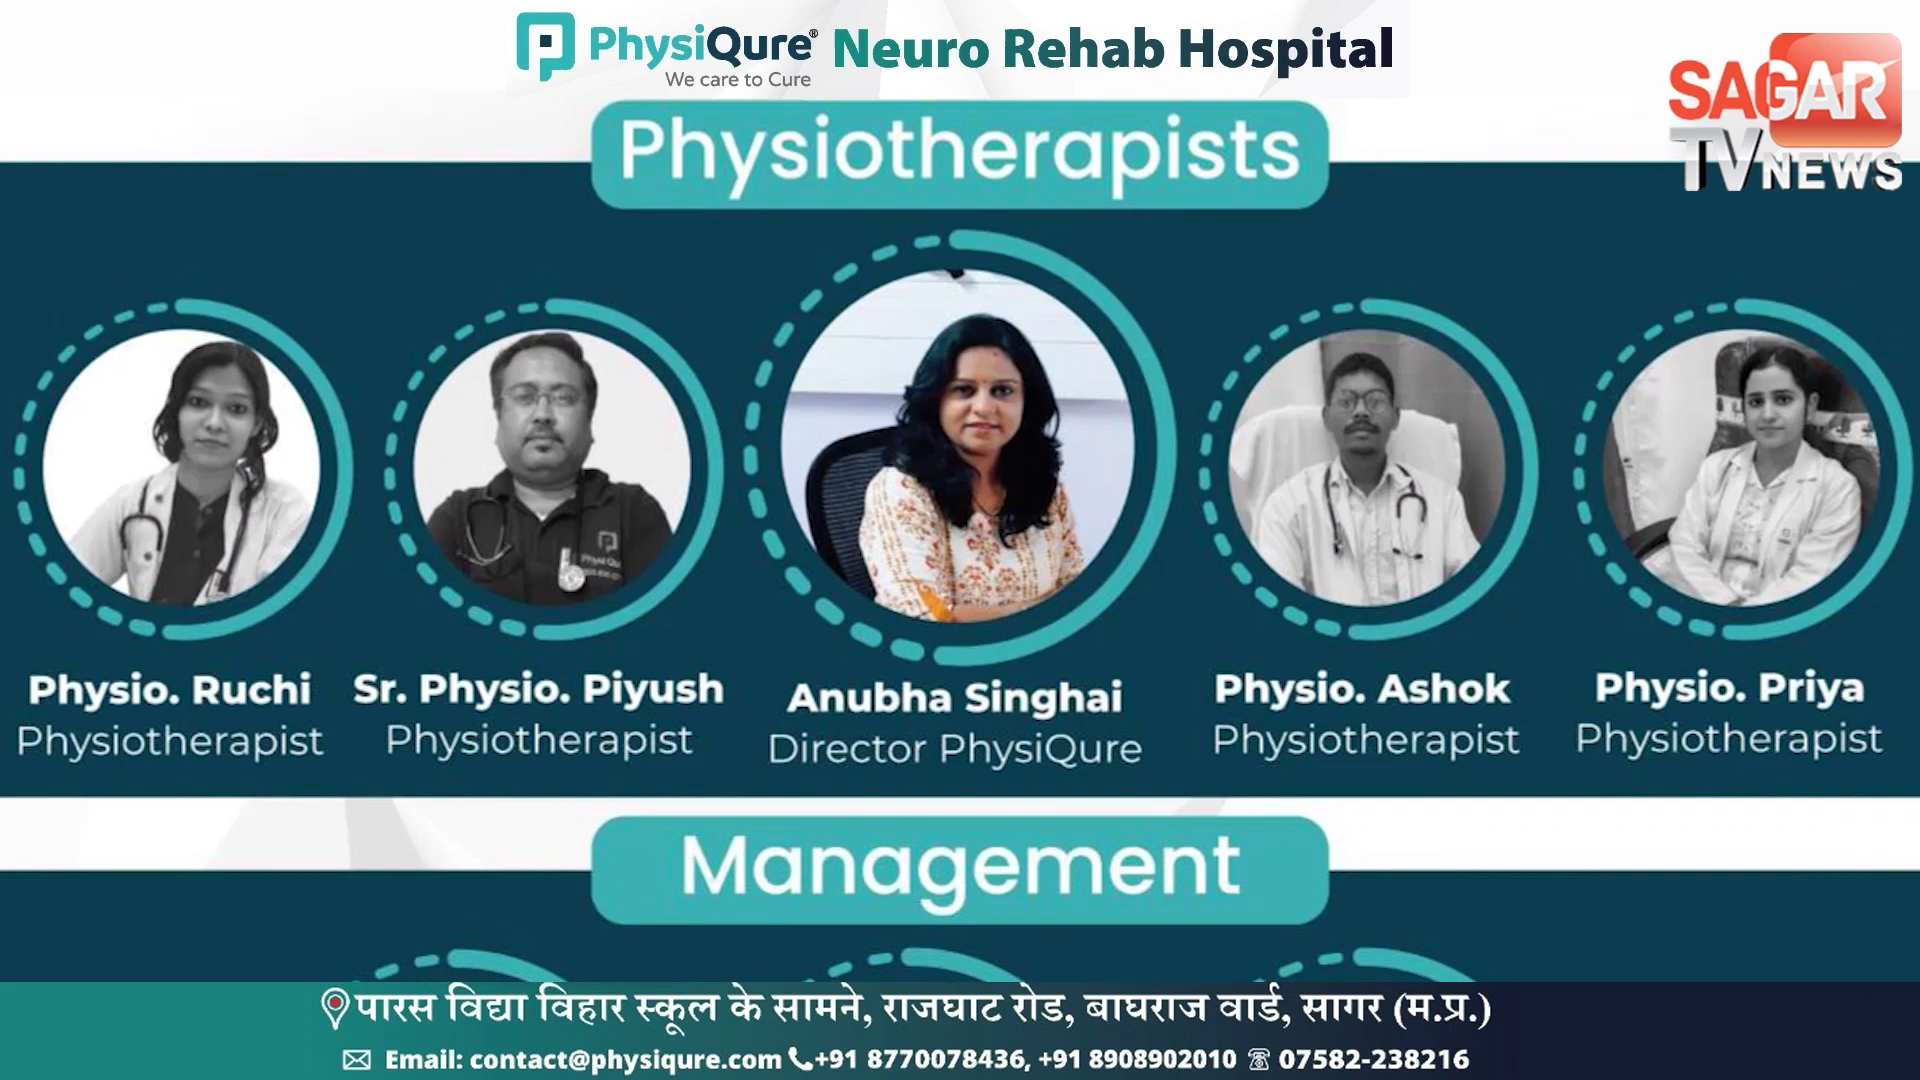 PhysiQure® Neuro Rehab Hospital
We care to Cure
SAGAR
TV NEWS
Physiotherapists
Physio. Ruchi
Physiotherapist
Sr. Physio. Piyush
Physiotherapist
Anubha Singhai
Director PhysiQure
Physio. Ashok
Physiotherapist
Physio. Priya
Physiotherapist
Management
पारस विद्या विहार स्कूल के सामने, राजघाट रोड, बाघराज वार्ड, सागर (म.प्र.)
Email: contact@physiqure.com +91 8770078436, +91 8908902010 07582-238216